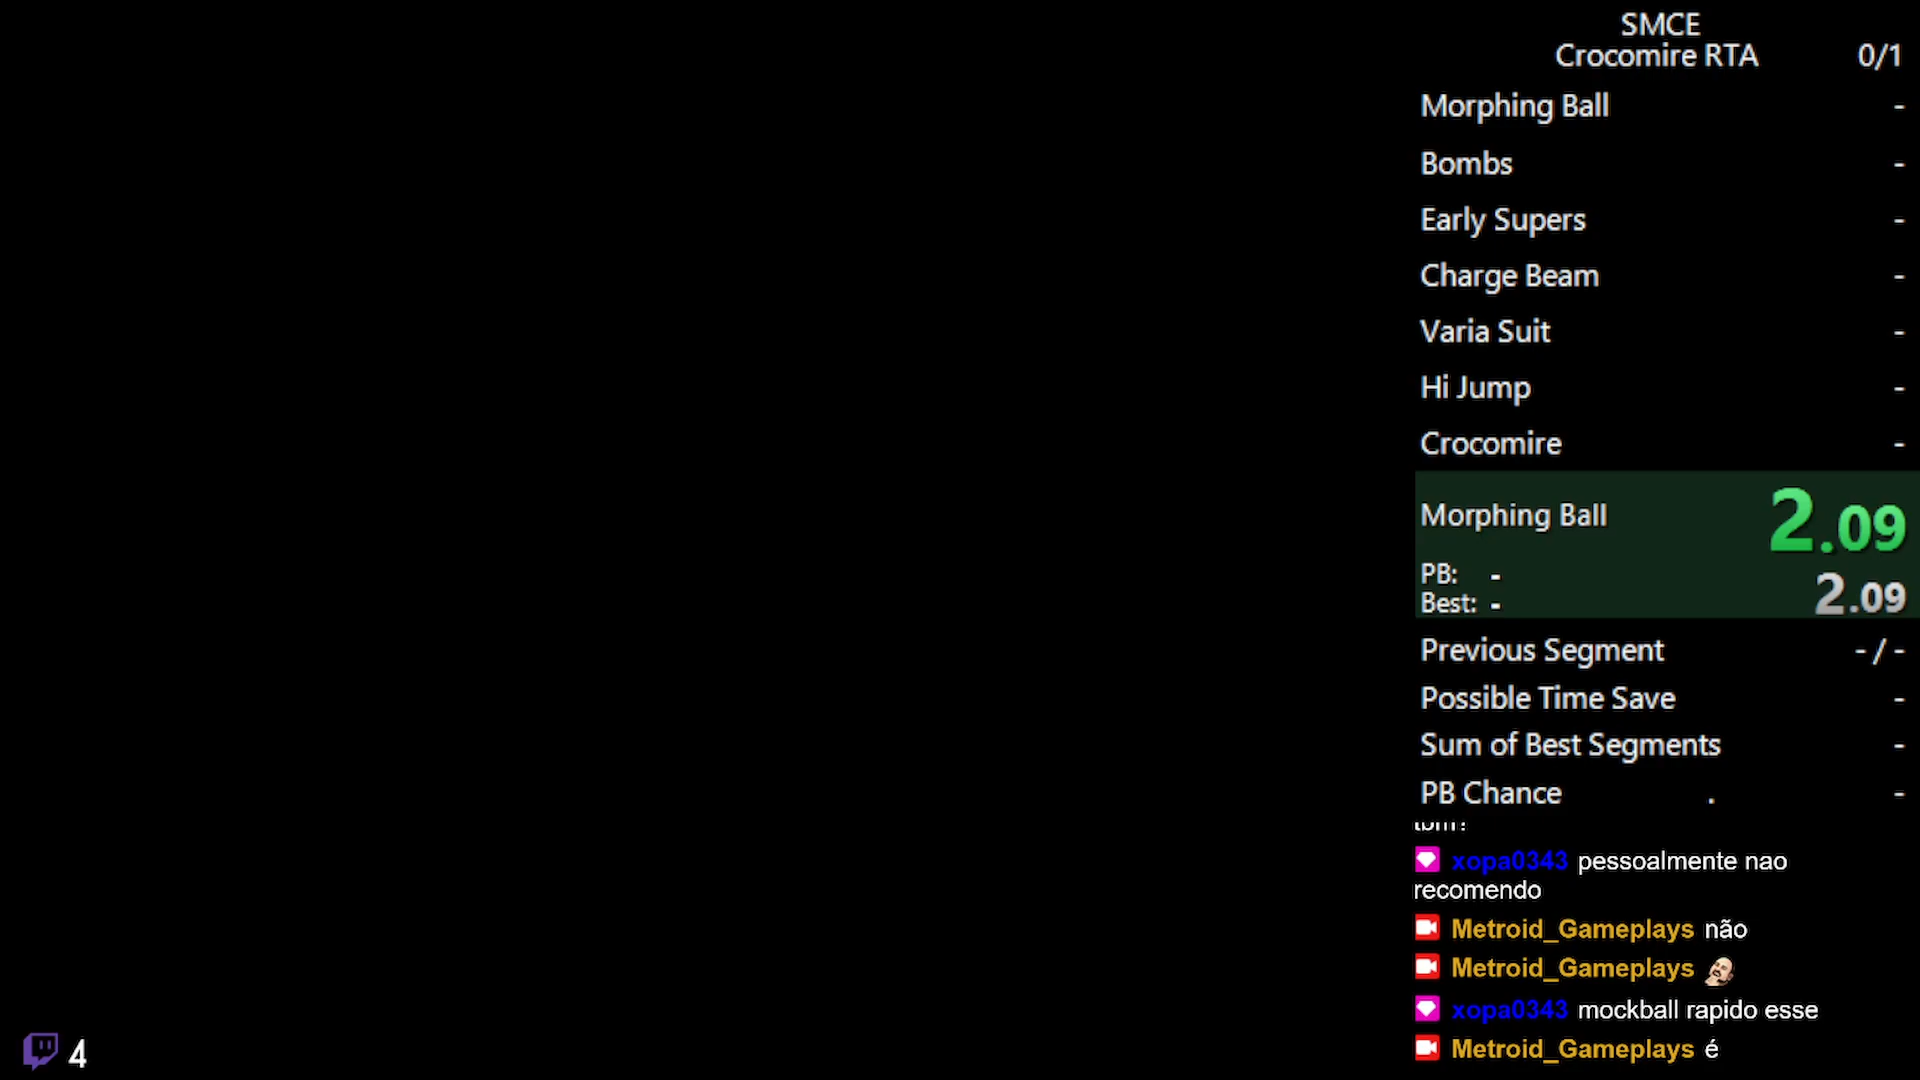 SMCE
Crocomire RTA 0/1
Morphing Ball -
Bombs -
Early Supers -
Charge Beam -
Varia Suit -
Hi Jump -
Crocomire -
Morphing Ball 2.09
PB: -
Best: - 2.09
Previous Segment - / -
Possible Time Save -
Sum of Best Segments -
PB Chance . -
xopa0343 pessoalmente nao
recomendo
Metroid_Gameplays não
Metroid_Gameplays
xopa0343 mockball rapido esse
Metroid_Gameplays é
4